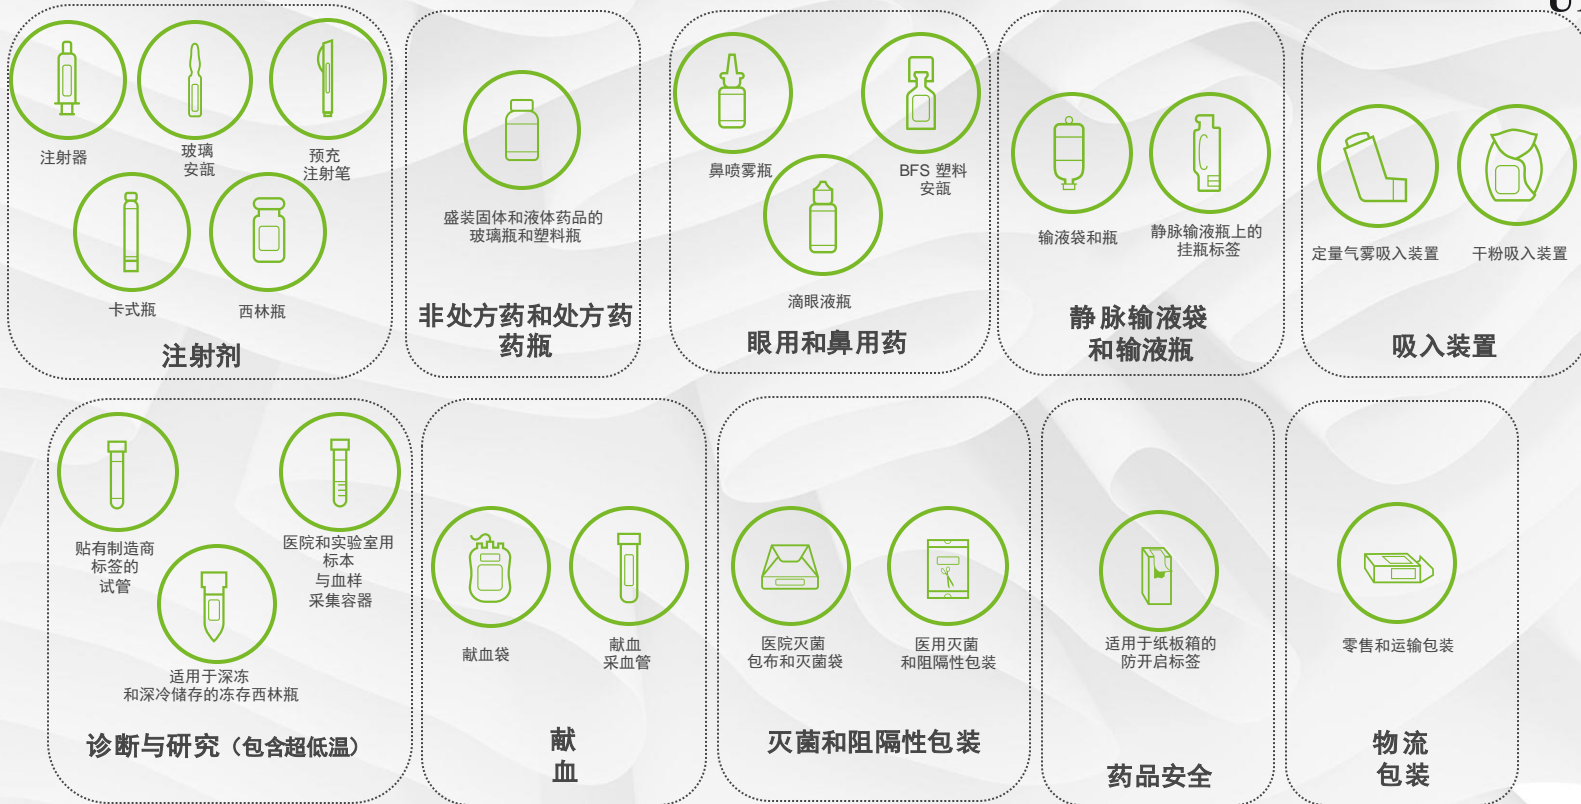 注射器
玻璃
安瓿
预充
注射笔
卡式瓶
西林瓶
注射剂
盛装固体和液体药品的
玻璃瓶和塑料瓶
非处方药和处方药
药瓶
鼻喷雾瓶
BFS 塑料
安瓿
滴眼液瓶
眼用和鼻用药
输液袋和瓶
静脉输液瓶上的
挂瓶标签
静脉输液袋
和输液瓶
定量气雾吸入装置
干粉吸入装置
吸入装置
贴有制造商
标签的
试管
医院和实验室用
标本
与血样
采集容器
适用于深冻
和深冷储存的冻存西林瓶
诊断与研究（包含超低温）
献血袋
献血
采血管
献
血
医院灭菌
包布和灭菌袋
医用灭菌
和阻隔性包装
灭菌和阻隔性包装
适用于纸板箱的
防开启标签
药品安全
零售和运输包装
物流
包装